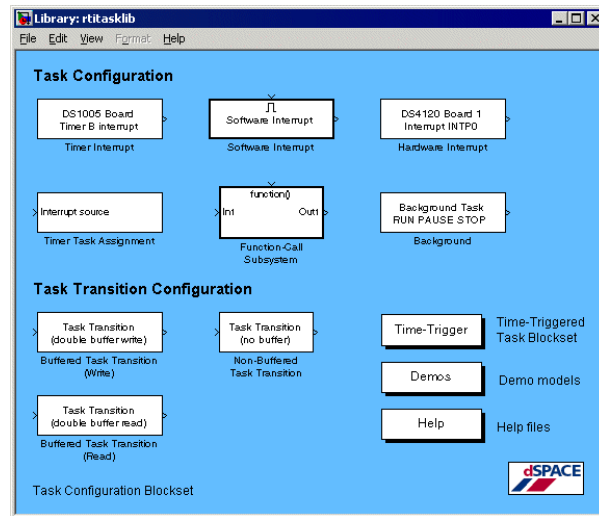 Library: rtitasklib
File Edit View Format Help
Task Configuration
DS1005 Board
Timer B interrupt
Timer Interrupt
Software Interrupt
Software Interrupt
DS4120 Board 1
Interrupt INTP0
Hardware Interrupt
Interrupt source
Timer Task Assignment
function()
In1 Out1
Function-Call
Subsystem
Background Task
RUN PAUSE STOP
Background
Task Transition Configuration
Task Transition
(double buffer write)
Buffered Task Transition
(Write)
Task Transition
(no buffer)
Non-Buffered
Task Transition
Time-Trigger
Time-Triggered
Task Blockset
Demos
Demo models
Task Transition
(double buffer read)
Buffered Task Transition
(Read)
Help
Help files
Task Configuration Blockset
dSPACE